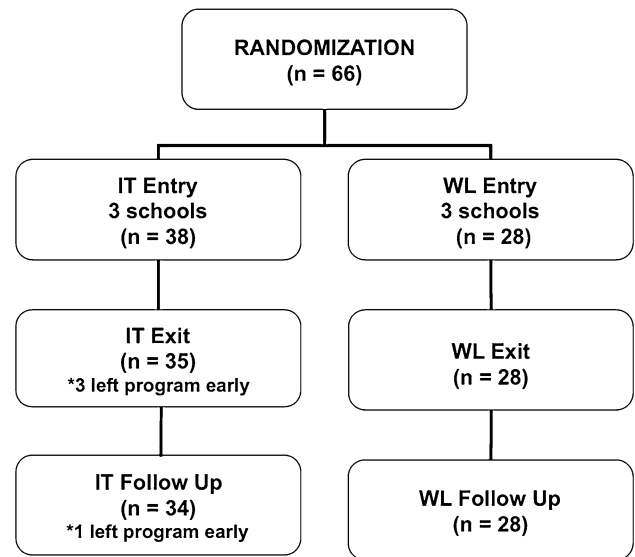 RANDOMIZATION
(n = 66)
IT Entry
3 schools
(n = 38)
WL Entry
3 schools
(n = 28)
IT Exit
(n = 35)
*3 left program early
WL Exit
(n = 28)
IT Follow Up
(n = 34)
*1 left program early
WL Follow Up
(n = 28)